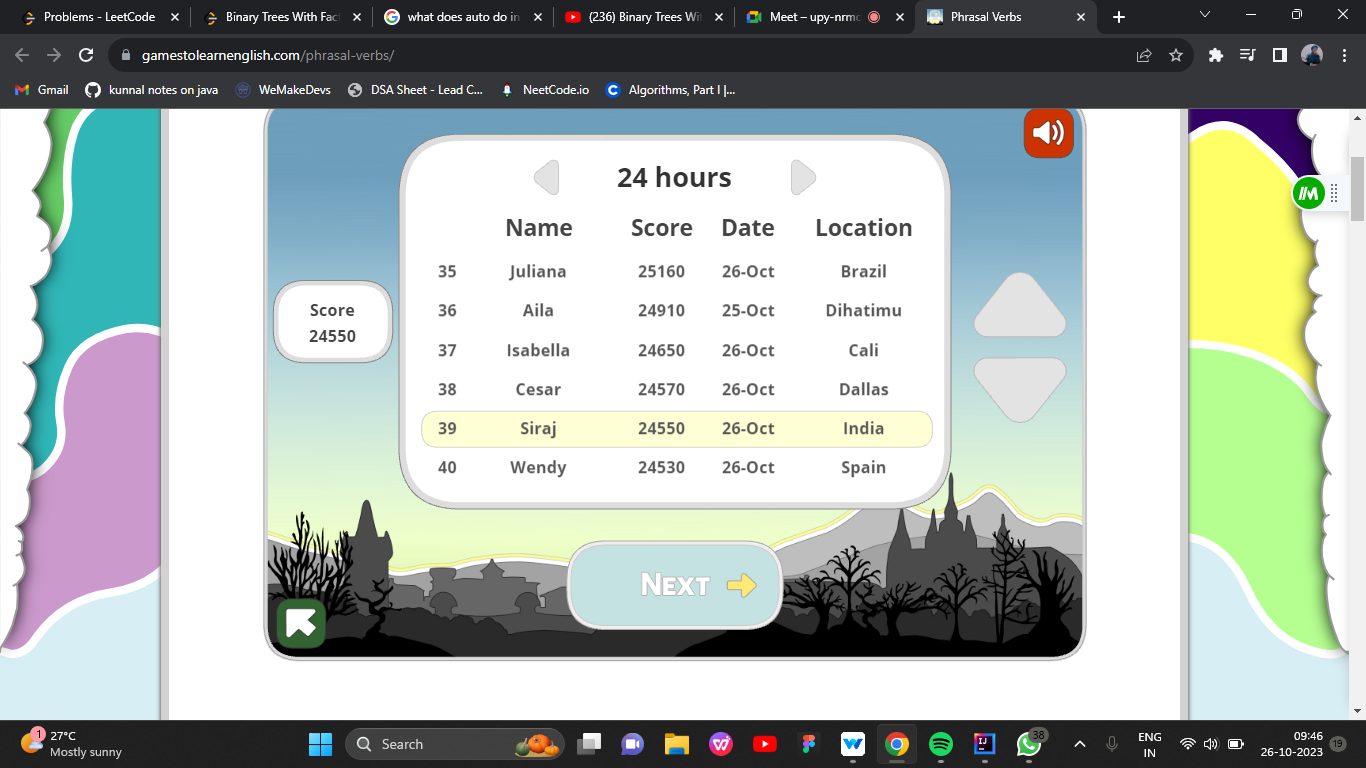 Problems - LeetCode
Binary Trees With Fact
what does auto do in
(236) Binary Trees Wi
Meet – upy-nrmc
Phrasal Verbs
gamestolearnenglish.com/phrasal-verbs/
Gmail
kunnal notes on java
WeMakeDevs
DSA Sheet - Lead C...
NeetCode.io
Algorithms, Part I |...
24 hours
Name Score Date Location
35 Juliana 25160 26-Oct Brazil
36 Aila 24910 25-Oct Dihatimu
37 Isabella 24650 26-Oct Cali
38 Cesar 24570 26-Oct Dallas
39 Siraj 24550 26-Oct India
40 Wendy 24530 26-Oct Spain
Score
24550
NEXT
1
27°C
Mostly sunny
Search
38
ENG
IN
09:46
26-10-2023
19